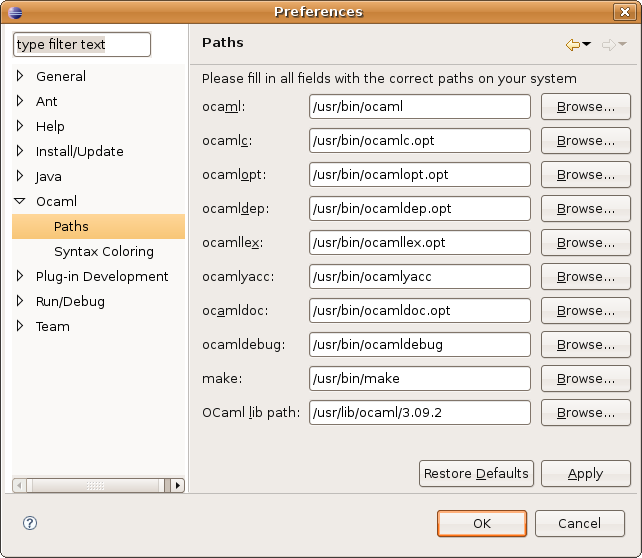 Preferences
type filter text
General
Ant
Help
Install/Update
Java
Ocaml
Paths
Syntax Coloring
Plug-in Development
Run/Debug
Team
Paths
Please fill in all fields with the correct paths on your system
ocaml: /usr/bin/ocaml Browse...
ocamlc: /usr/bin/ocamlc.opt Browse...
ocamlopt: /usr/bin/ocamlopt.opt Browse...
ocamldep: /usr/bin/ocamldep.opt Browse...
ocamllex: /usr/bin/ocamllex.opt Browse...
ocamlyacc: /usr/bin/ocamlyacc Browse...
ocamldoc: /usr/bin/ocamldoc.opt Browse...
ocamldebug: /usr/bin/ocamldebug Browse...
make: /usr/bin/make Browse...
OCaml lib path: /usr/lib/ocaml/3.09.2 Browse...
Restore Defaults Apply
? OK Cancel